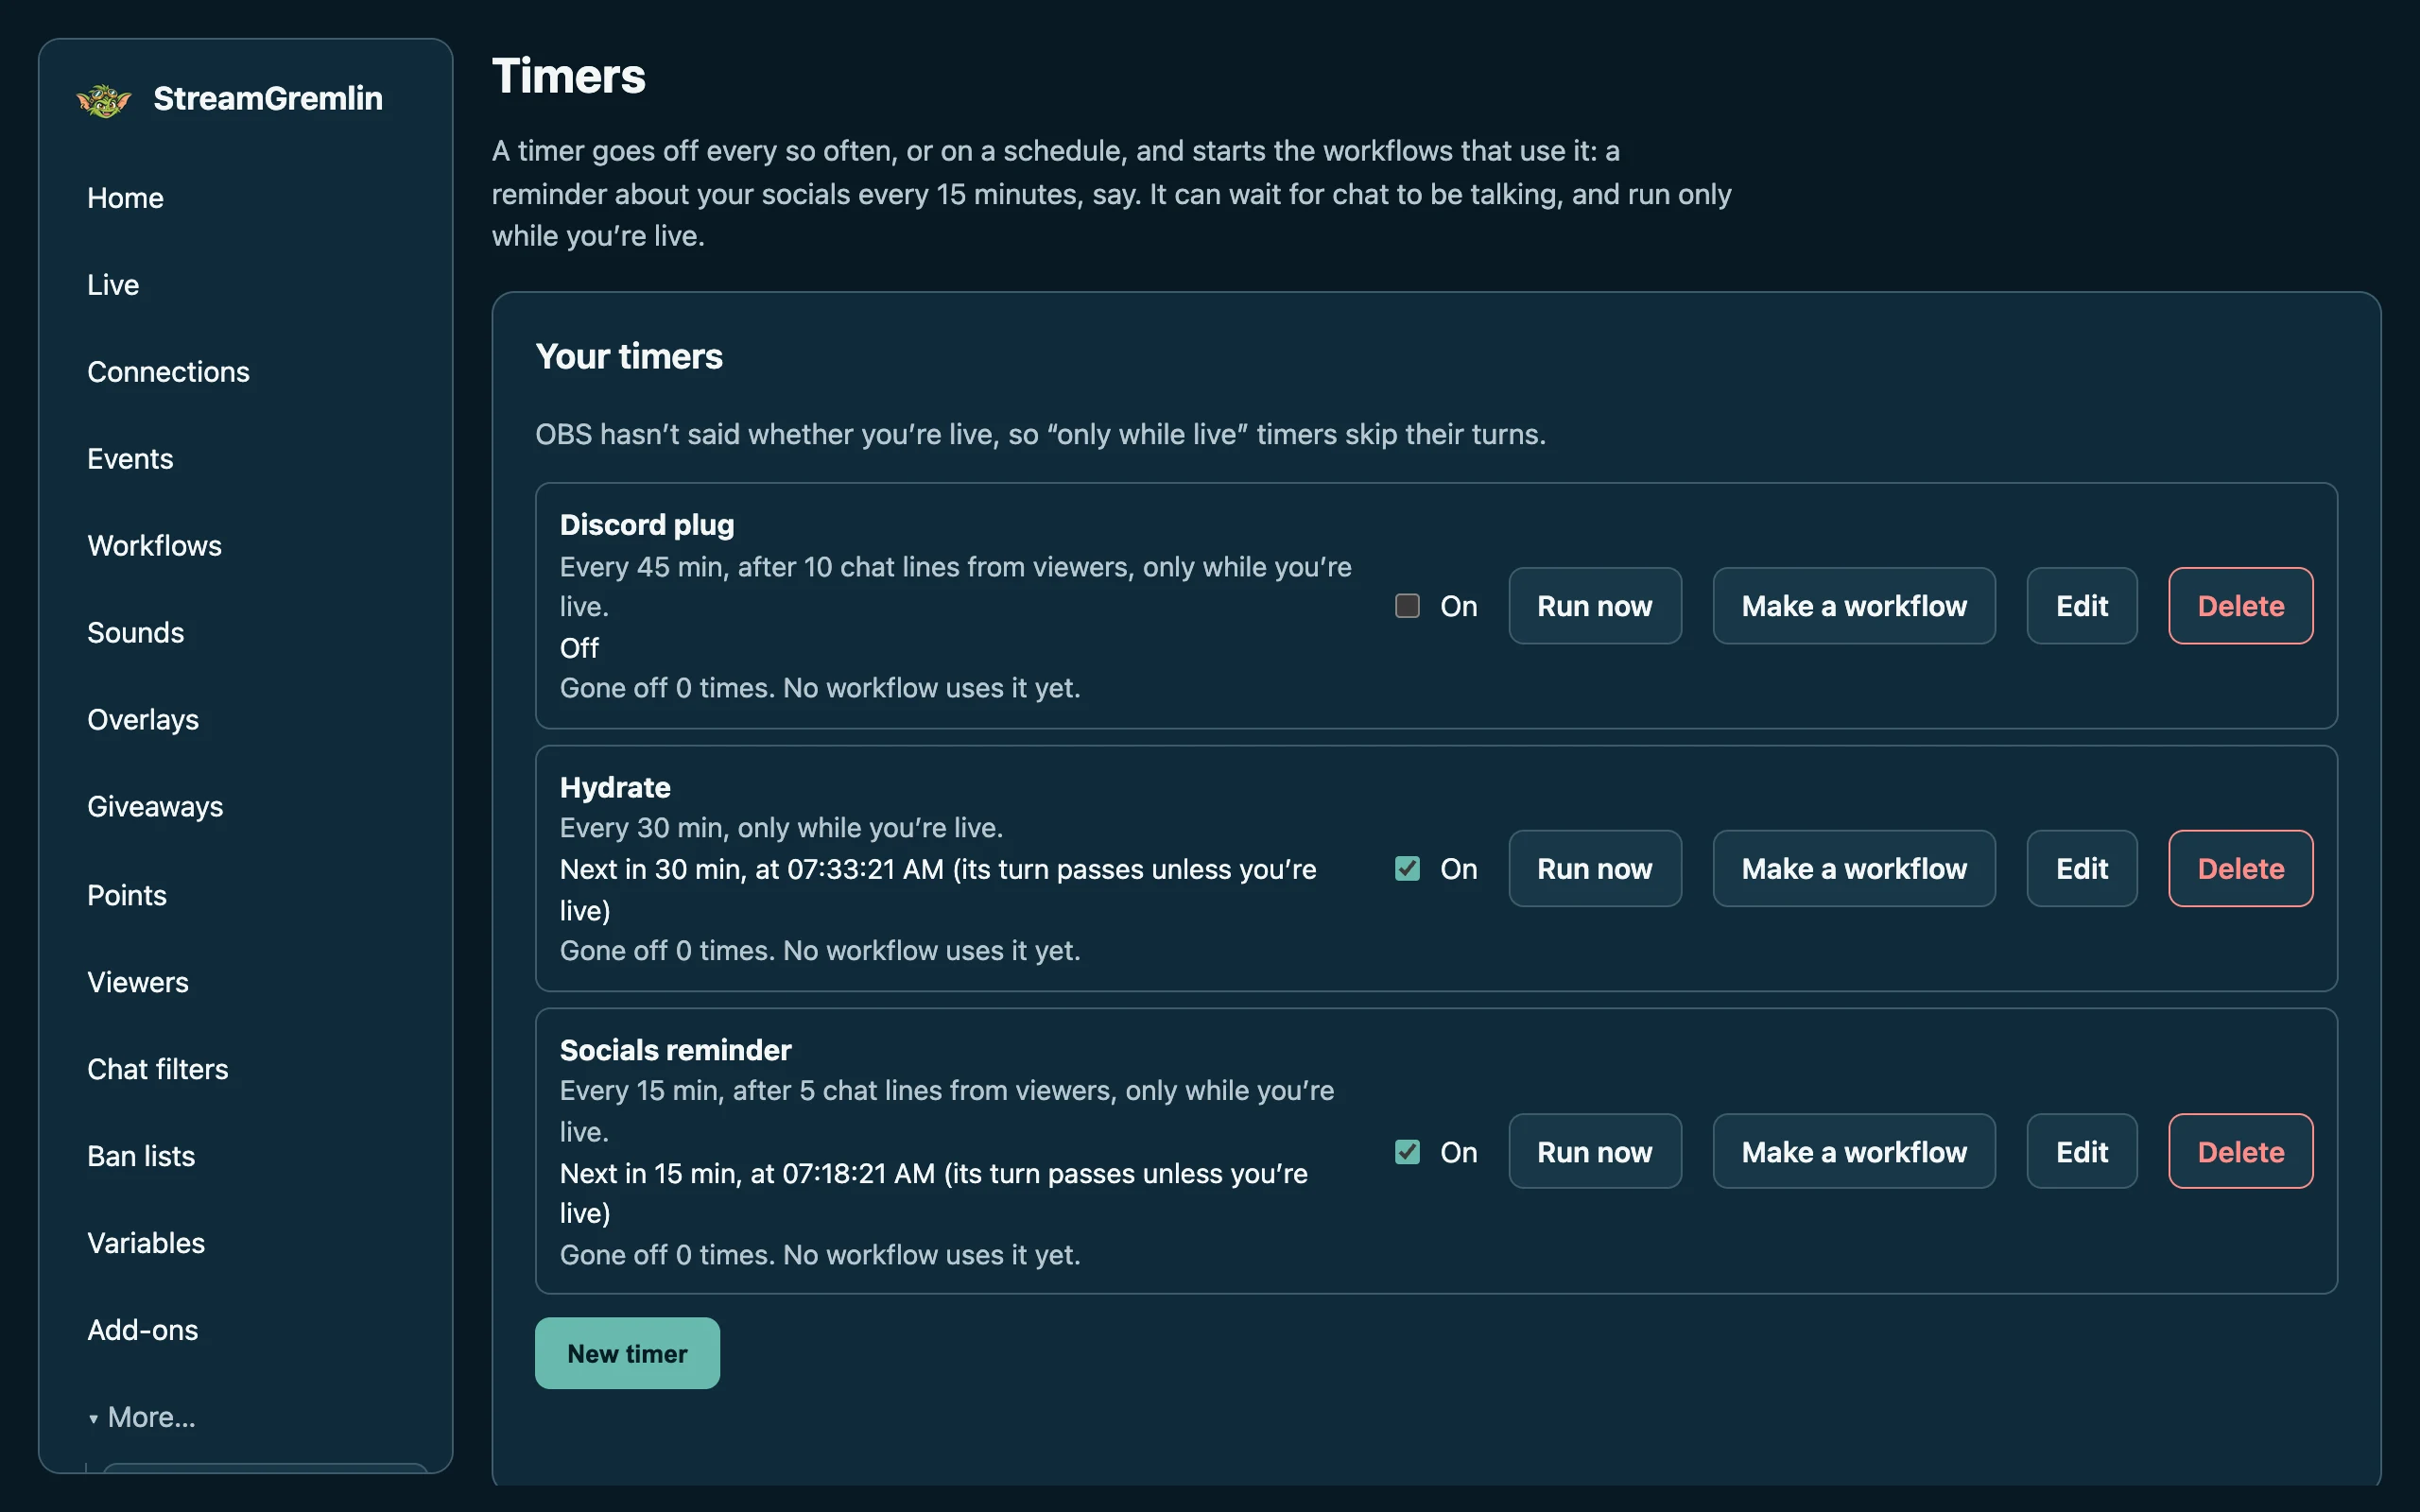 StreamGremlin
Home
Live
Connections
Events
Workflows
Sounds
Overlays
Giveaways
Points
Viewers
Chat filters
Ban lists
Variables
Add-ons
▾ More...
Timers
A timer goes off every so often, or on a schedule, and starts the workflows that use it: a
reminder about your socials every 15 minutes, say. It can wait for chat to be talking, and run only
while you’re live.
Your timers
OBS hasn’t said whether you’re live, so “only while live” timers skip their turns.
Discord plug
Every 45 min, after 10 chat lines from viewers, only while you’re
live.
Off
Gone off 0 times. No workflow uses it yet.
On Run now Make a workflow Edit Delete
Hydrate
Every 30 min, only while you’re live.
Next in 30 min, at 07:33:21 AM (its turn passes unless you’re
live)
Gone off 0 times. No workflow uses it yet.
On Run now Make a workflow Edit Delete
Socials reminder
Every 15 min, after 5 chat lines from viewers, only while you’re
live.
Next in 15 min, at 07:18:21 AM (its turn passes unless you’re
live)
Gone off 0 times. No workflow uses it yet.
On Run now Make a workflow Edit Delete
New timer